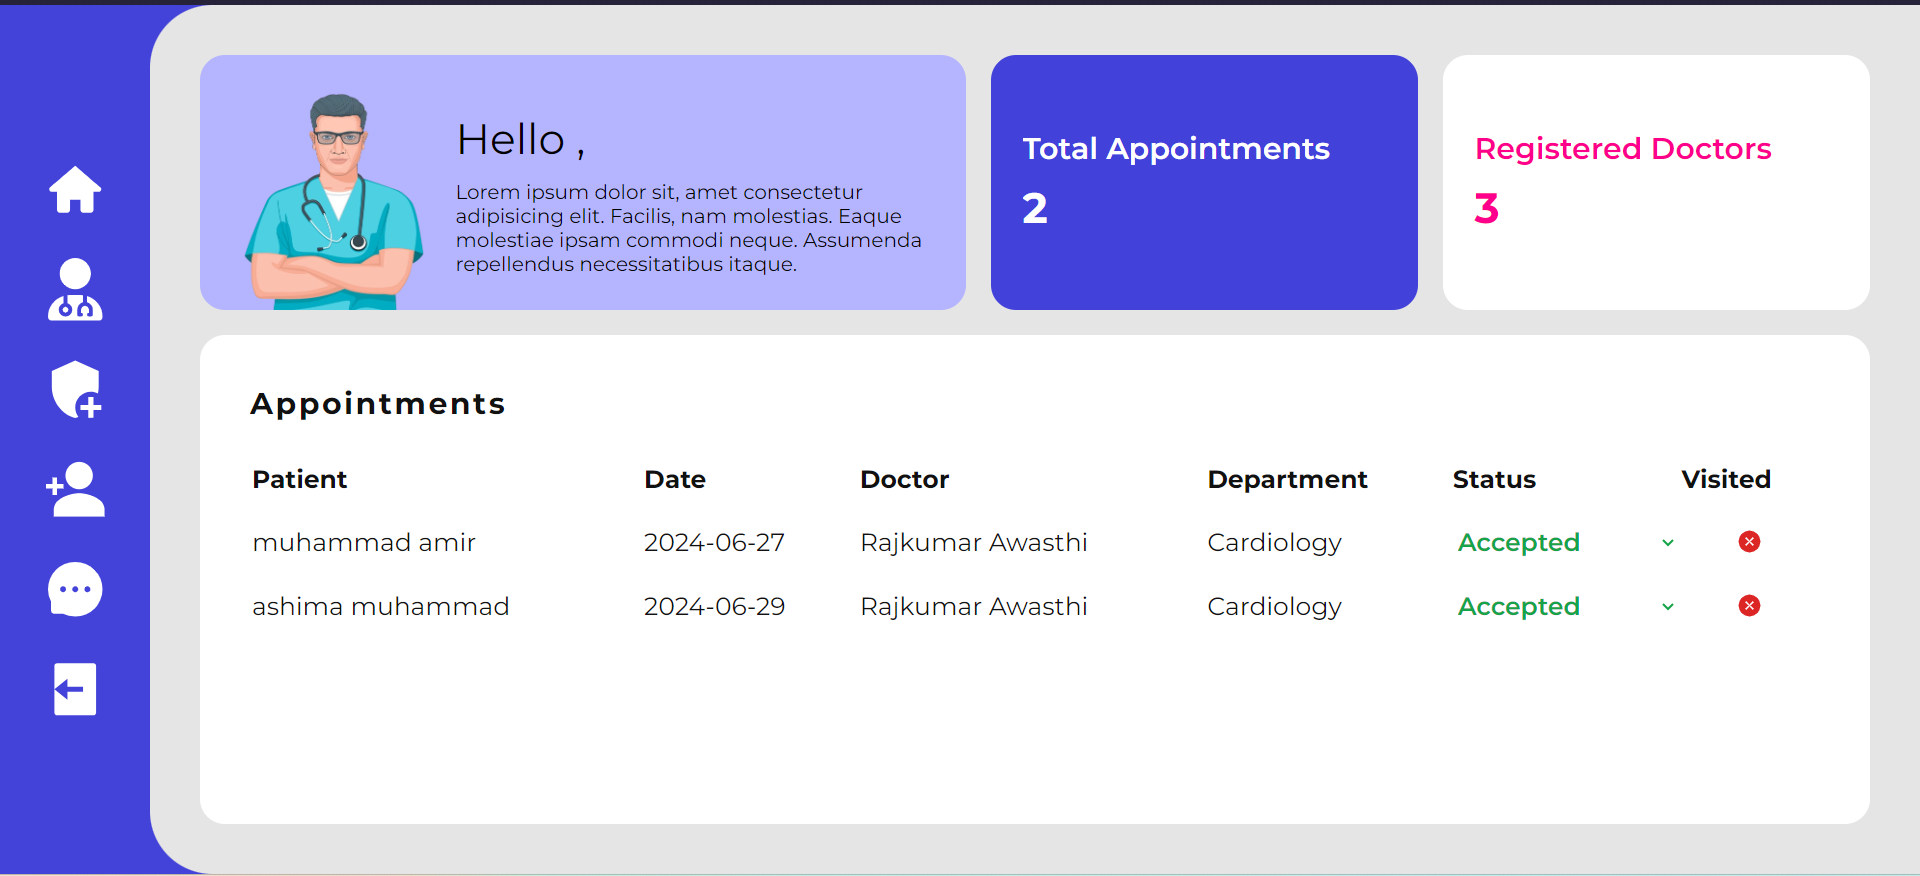 Hello ,
Lorem ipsum dolor sit, amet consectetur
adipisicing elit. Facilis, nam molestias. Eaque
molestiae ipsam commodi neque. Assumenda
repellendus necessitatibus itaque.
Total Appointments
2
Registered Doctors
3
Appointments
Patient Date Doctor Department Status Visited
muhammad amir 2024-06-27 Rajkumar Awasthi Cardiology Accepted
ashima muhammad 2024-06-29 Rajkumar Awasthi Cardiology Accepted